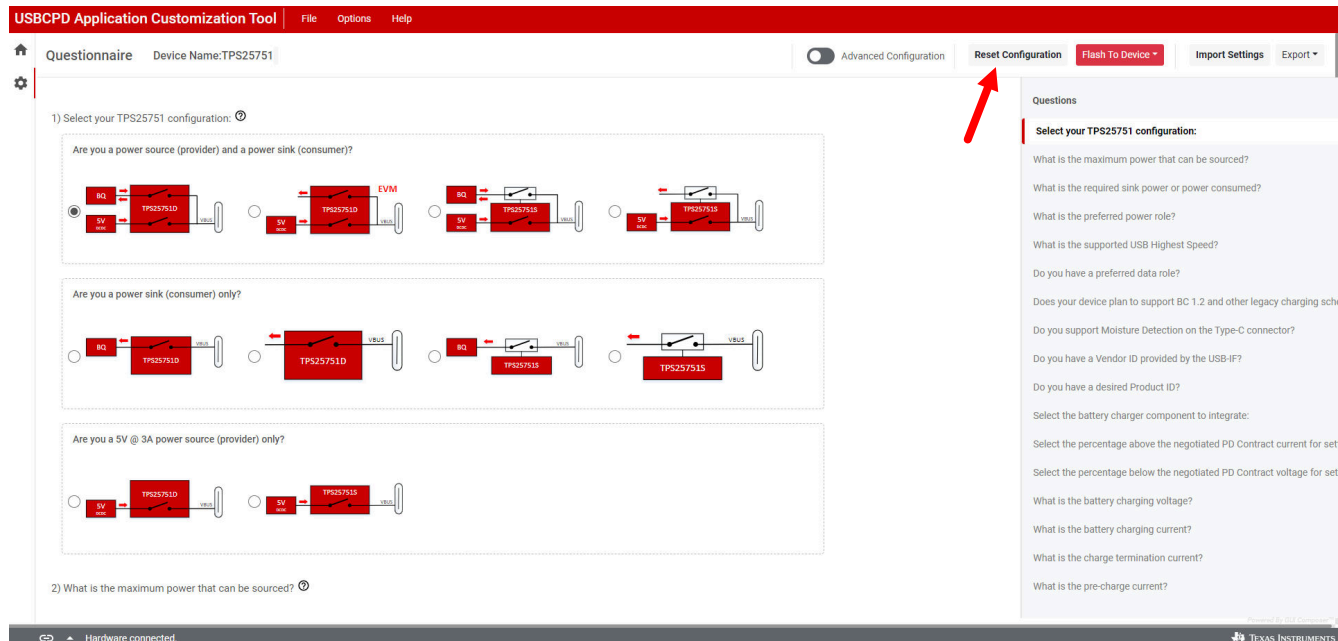 USBCPD Application Customization Tool File Options Help
Questionnaire Device Name:TPS25751 Advanced Configuration Reset Configuration Flash To Device Import Settings Export
1) Select your TPS25751 configuration:
Are you a power source (provider) and a power sink (consumer)?
BQ TPS25751D 5V DCDC VBUS
EVM TPS25751D 5V DCDC VBUS
BQ TPS25751S 5V DCDC VBUS
TPS25751S 5V DCDC VBUS
Are you a power sink (consumer) only?
BQ TPS25751D VBUS
TPS25751D VBUS
BQ TPS25751S VBUS
TPS25751S VBUS
Are you a 5V @ 3A power source (provider) only?
TPS25751D 5V DCDC VBUS
TPS25751S 5V DCDC VBUS
2) What is the maximum power that can be sourced?
Questions
Select your TPS25751 configuration:
What is the maximum power that can be sourced?
What is the required sink power or power consumed?
What is the preferred power role?
What is the supported USB Highest Speed?
Do you have a preferred data role?
Does your device plan to support BC 1.2 and other legacy charging sche
Do you support Moisture Detection on the Type-C connector?
Do you have a Vendor ID provided by the USB-IF?
Do you have a desired Product ID?
Select the battery charger component to integrate:
Select the percentage above the negotiated PD Contract current for set
Select the percentage below the negotiated PD Contract voltage for set
What is the battery charging voltage?
What is the battery charging current?
What is the charge termination current?
What is the pre-charge current?
Powered By GUI Composer
Hardware connected. TEXAS INSTRUMENTS